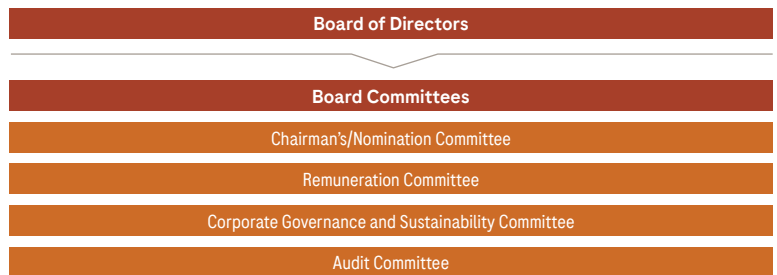 Board of Directors
Board Committees
Chairman's/Nomination Committee
Remuneration Committee
Corporate Governance and Sustainability Committee
Audit Committee